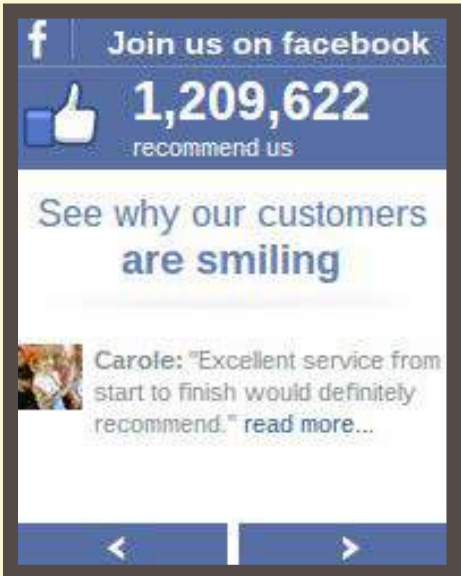 f Join us on facebook
1,209,622
recommend us
See why our customers
are smiling
Carole: "Excellent service from
start to finish would definitely
recommend." read more...
< >